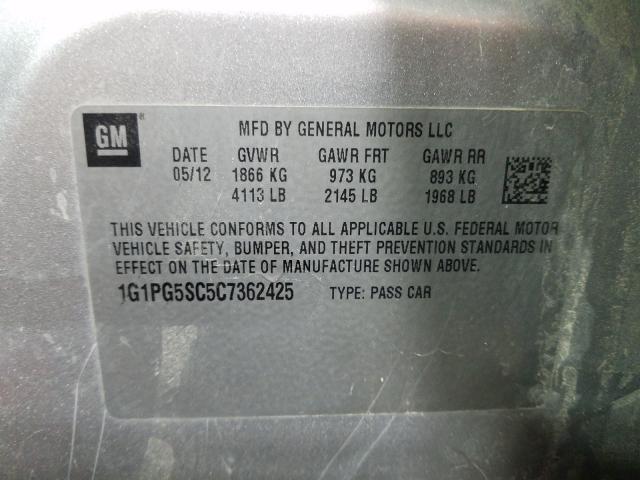 GM®
MFD BY GENERAL MOTORS LLC
DATE GVWR GAWR FRT GAWR RR
05/12 1866 KG 973 KG 893 KG
4113 LB 2145 LB 1968 LB
THIS VEHICLE CONFORMS TO ALL APPLICABLE U.S. FEDERAL MOTOR
VEHICLE SAFETY, BUMPER, AND THEFT PREVENTION STANDARDS IN
EFFECT ON THE DATE OF MANUFACTURE SHOWN ABOVE.
1G1PG5SC5C7362425 TYPE: PASS CAR